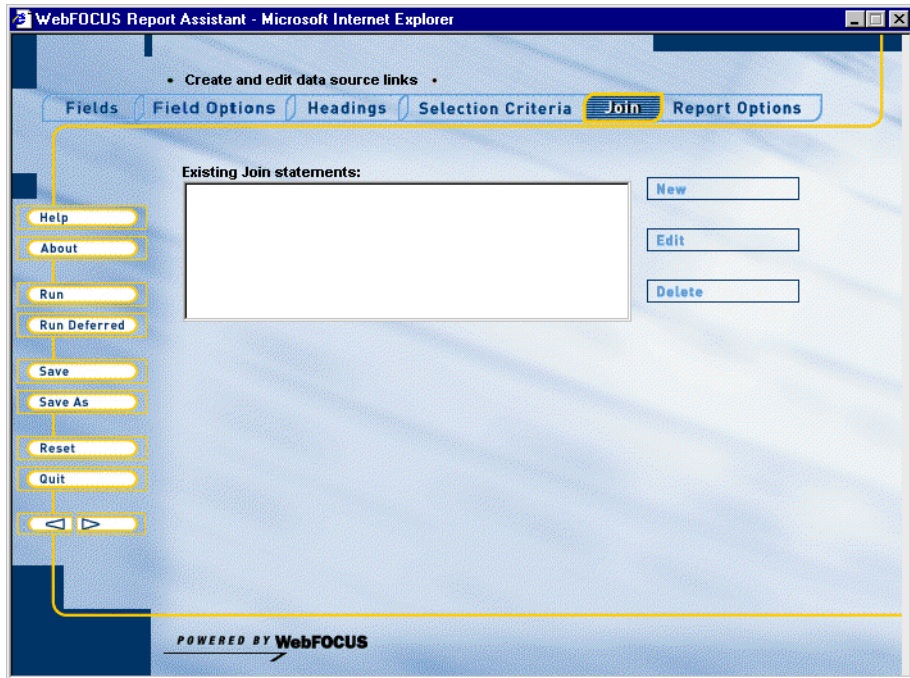 WebFOCUS Report Assistant - Microsoft Internet Explorer
• Create and edit data source links •
Fields Field Options Headings Selection Criteria Join Report Options
Existing Join statements:
New
Edit
Delete
Help
About
Run
Run Deferred
Save
Save As
Reset
Quit
POWERED BY WebFOCUS